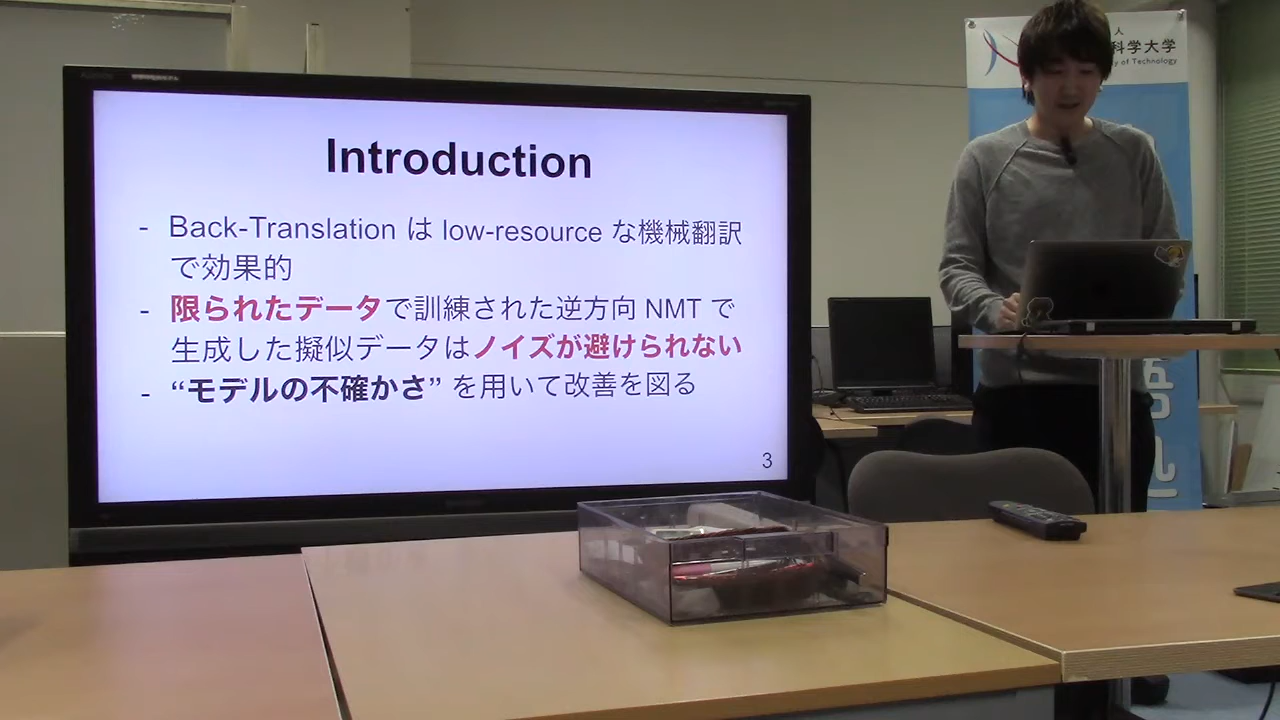 Introduction
- Back-Translation は low-resource な機械翻訳
で効果的
- 限られたデータで訓練された逆方向 NMT で
生成した擬似データはノイズが避けられない
- “モデルの不確かさ” を用いて改善を図る
3
人
科学大学
of Technology